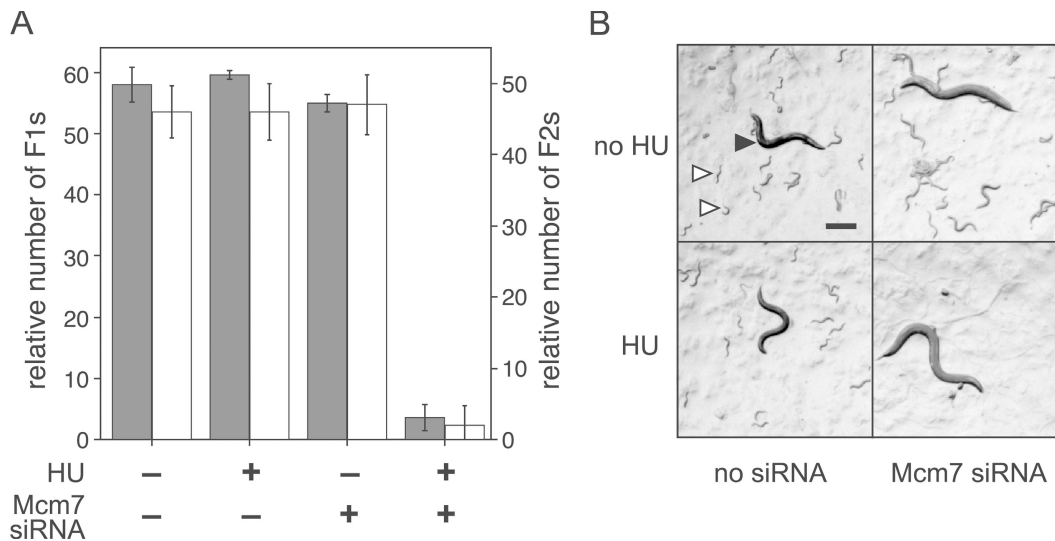 A
relative number of F1s
60
50
40
30
20
10
0
50
40
30
20
10
0
relative number of F2s
HU
– + – +
Mcm7
siRNA
– – + +
B
no HU
HU
no siRNA
Mcm7 siRNA